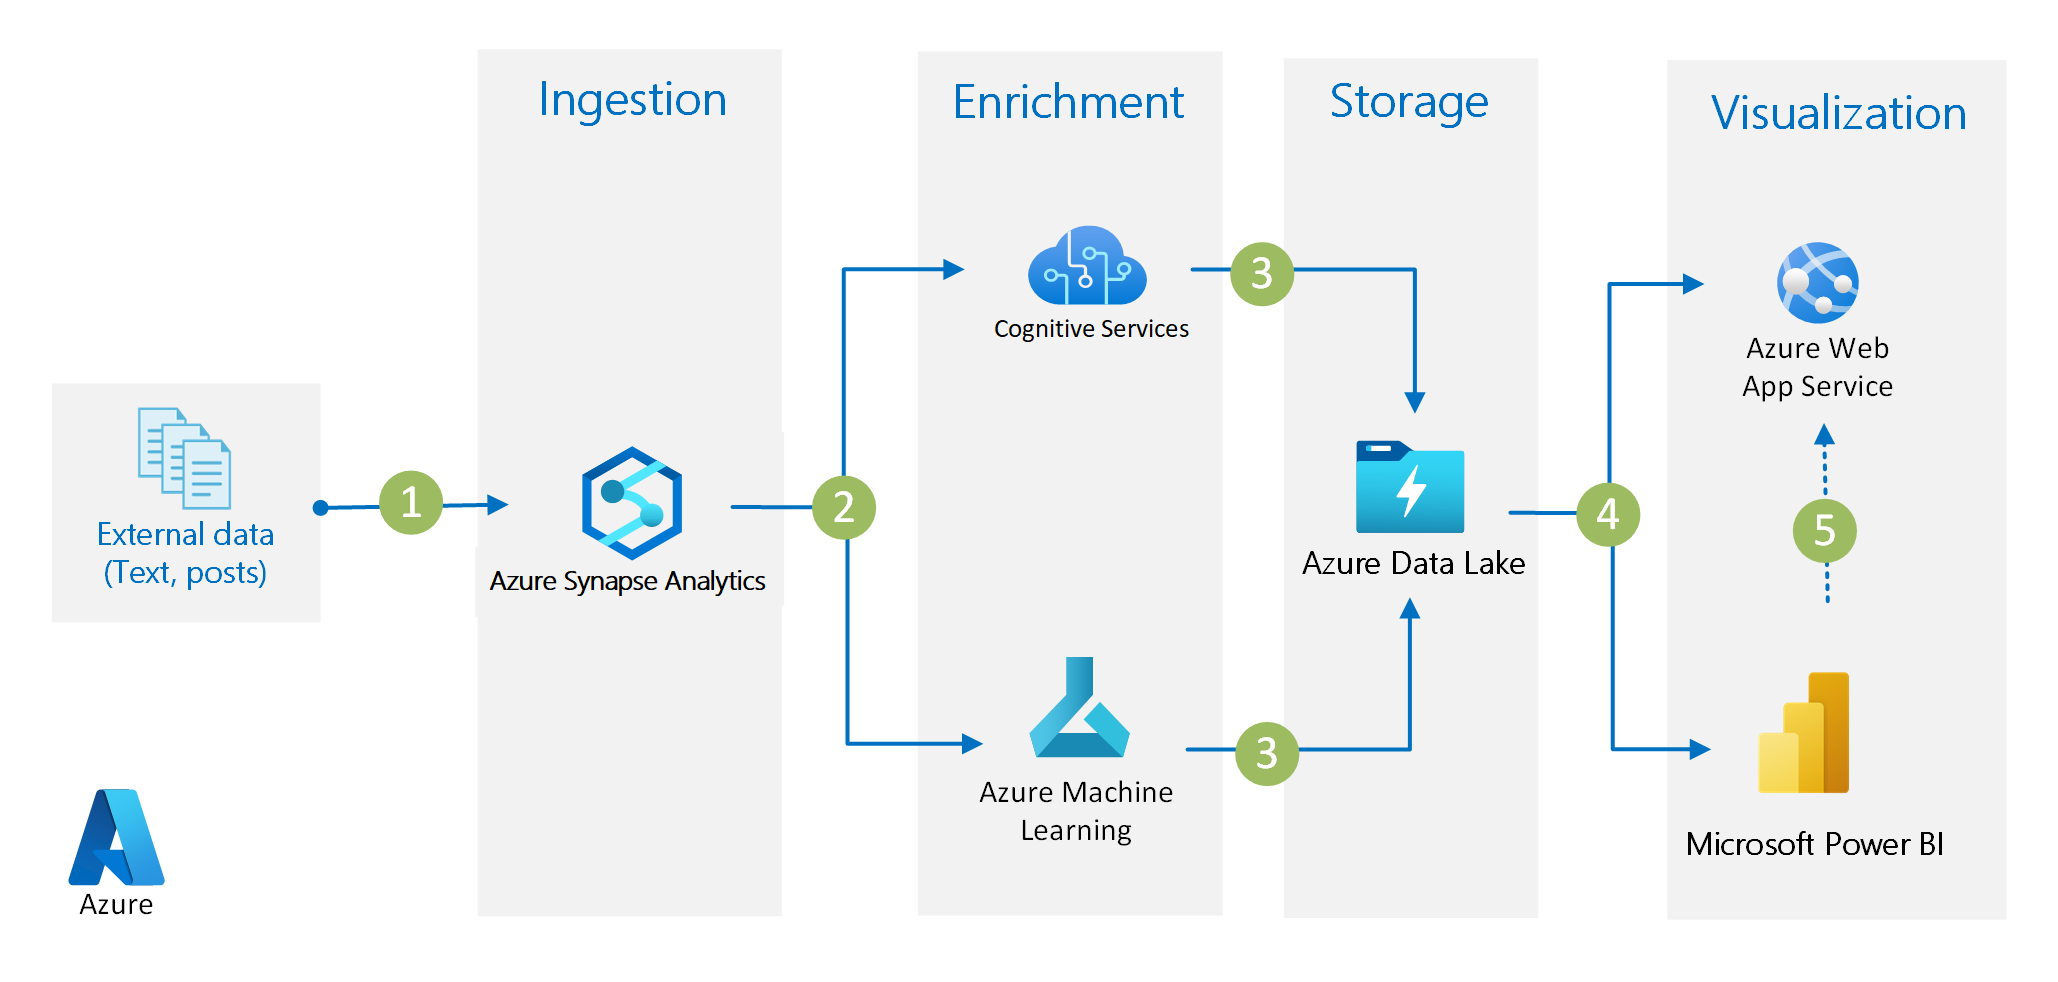 Ingestion
Enrichment
Storage
Visualization
External data
(Text, posts)
1
Azure Synapse Analytics
2
Cognitive Services
3
Azure Machine
Learning
3
Azure Data Lake
4
Azure Web
App Service
5
Microsoft Power BI
Azure